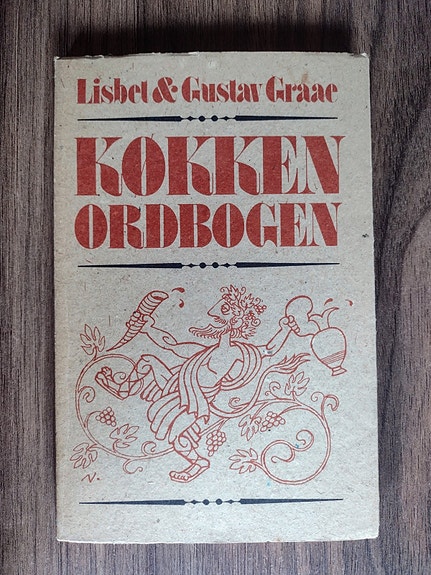 Lisbet & Gustav Graae
KØKKEN
ORDBOGEN